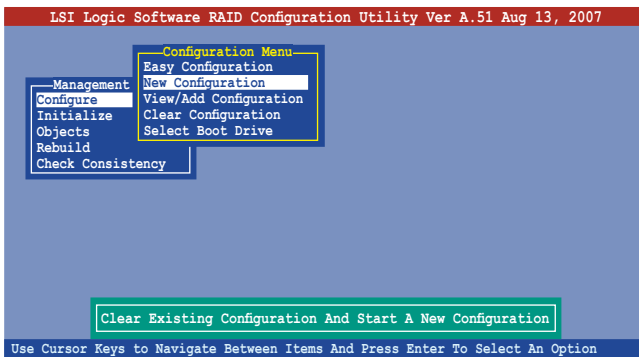 LSI Logic Software RAID Configuration Utility Ver A.51 Aug 13, 2007
Configuration Menu
Easy Configuration
New Configuration
View/Add Configuration
Clear Configuration
Select Boot Drive
Management
Configure
Initialize
Objects
Rebuild
Check Consistency
Clear Existing Configuration And Start A New Configuration
Use Cursor Keys to Navigate Between Items And Press Enter To Select An Option